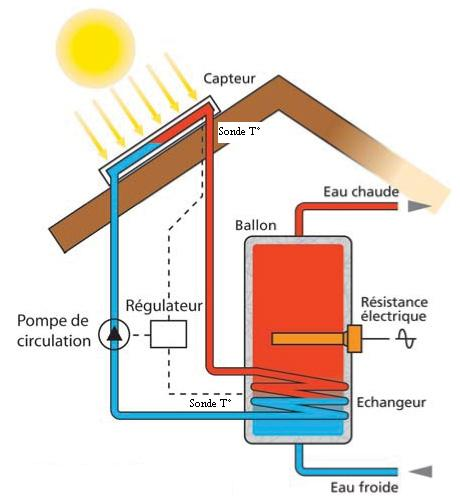 Capteur
Sonde T°
Eau chaude
Ballon
Régulateur
Résistance
électrique
Pompe de
circulation
Sonde T°
Echangeur
Eau froide